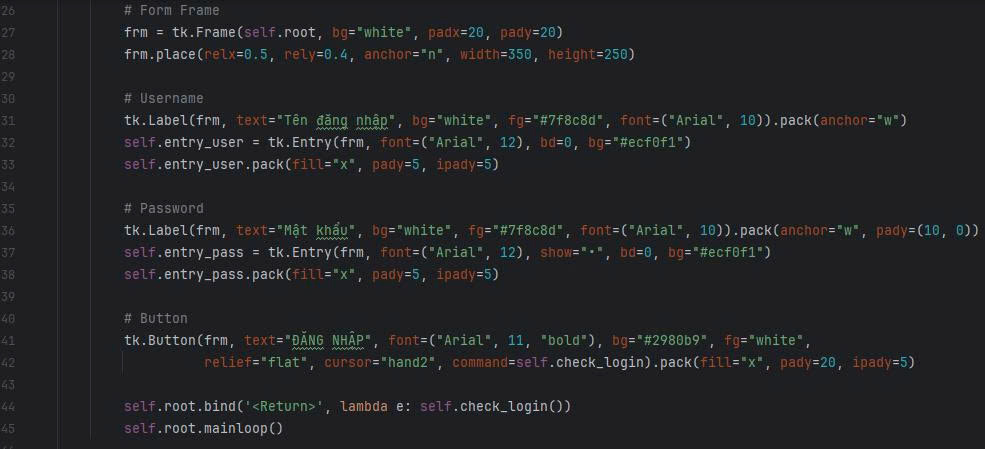 26 # Form Frame
27 frm = tk.Frame(self.root, bg="white", padx=20, pady=20)
28 frm.place(relx=0.5, rely=0.4, anchor="n", width=350, height=250)
29
30 # Username
31 tk.Label(frm, text="Tên đăng nhập", bg="white", fg="#7f8c8d", font=("Arial", 10)).pack(anchor="w")
32 self.entry_user = tk.Entry(frm, font=("Arial", 12), bd=0, bg="#ecf0f1")
33 self.entry_user.pack(fill="x", pady=5, ipady=5)
34
35 # Password
36 tk.Label(frm, text="Mật khẩu", bg="white", fg="#7f8c8d", font=("Arial", 10)).pack(anchor="w", pady=(10, 0))
37 self.entry_pass = tk.Entry(frm, font=("Arial", 12), show="•", bd=0, bg="#ecf0f1")
38 self.entry_pass.pack(fill="x", pady=5, ipady=5)
39
40 # Button
41 tk.Button(frm, text="ĐĂNG NHẬP", font=("Arial", 11, "bold"), bg="#2980b9", fg="white",
42 relief="flat", cursor="hand2", command=self.check_login).pack(fill="x", pady=20, ipady=5)
43
44 self.root.bind('<Return>', lambda e: self.check_login())
45 self.root.mainloop()